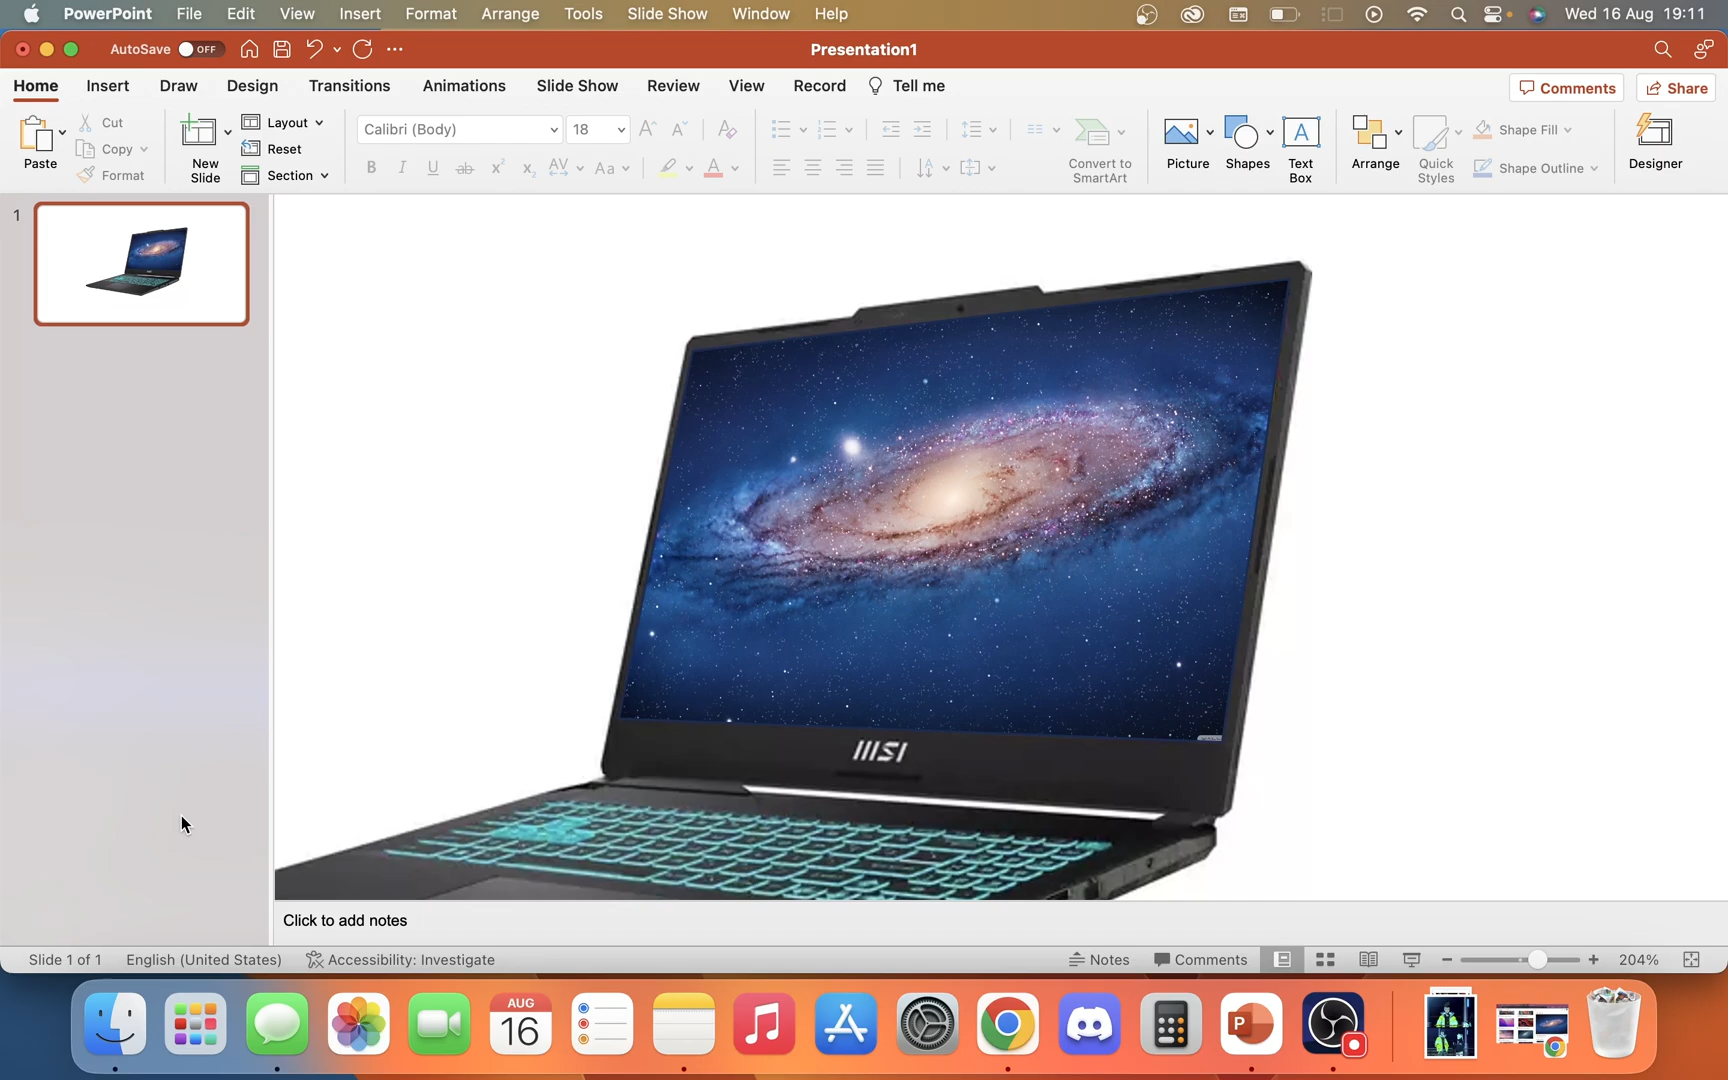 PowerPoint File Edit View Insert Format Arrange Tools Slide Show Window Help Wed 16 Aug 19:11
AutoSave OFF Presentation1
Home Insert Draw Design Transitions Animations Slide Show Review View Record Tell me Comments Share
Paste
Cut
Copy
Format
New Slide
Layout
Reset
Section
Calibri (Body) 18
Convert to SmartArt
Picture
Shapes
Text Box
Arrange
Quick Styles
Shape Fill
Shape Outline
Designer
1
msi
Click to add notes
Slide 1 of 1 English (United States) Accessibility: Investigate Notes Comments 204%
AUG
16